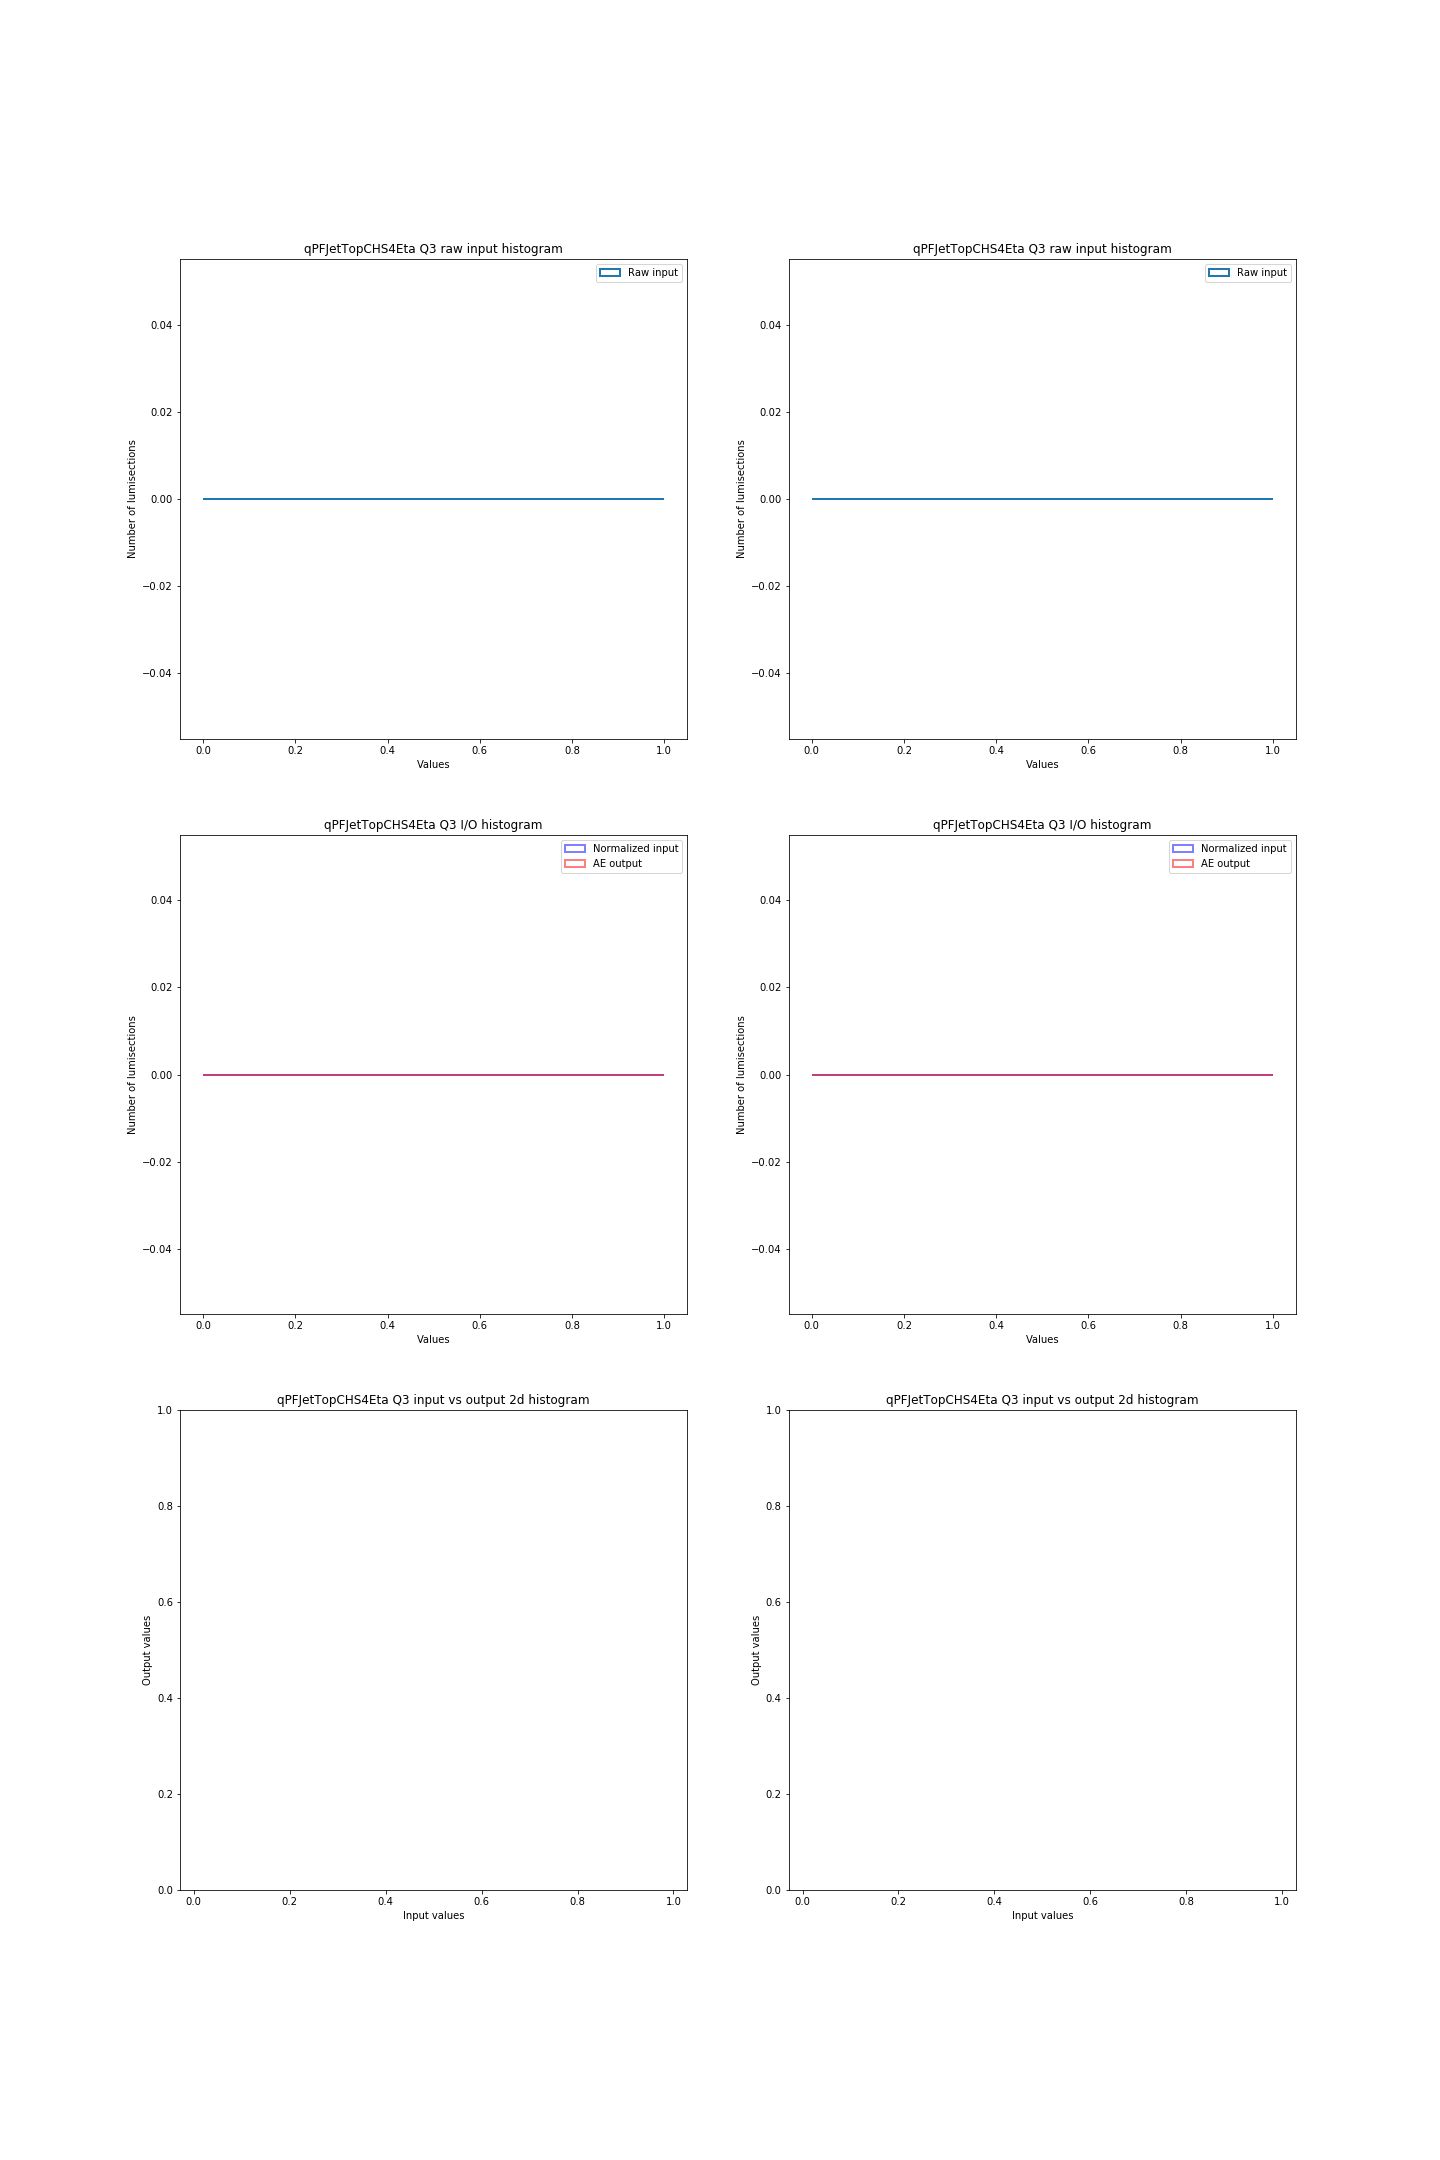 qPFJetTopCHS4Eta Q3 raw input histogram
Raw input
0.04
0.02
0.00
−0.02
−0.04
Number of lumisections
0.0 0.2 0.4 0.6 0.8 1.0
Values
qPFJetTopCHS4Eta Q3 raw input histogram
Raw input
0.04
0.02
0.00
−0.02
−0.04
Number of lumisections
0.0 0.2 0.4 0.6 0.8 1.0
Values
qPFJetTopCHS4Eta Q3 I/O histogram
Normalized input
AE output
0.04
0.02
0.00
−0.02
−0.04
Number of lumisections
0.0 0.2 0.4 0.6 0.8 1.0
Values
qPFJetTopCHS4Eta Q3 I/O histogram
Normalized input
AE output
0.04
0.02
0.00
−0.02
−0.04
Number of lumisections
0.0 0.2 0.4 0.6 0.8 1.0
Values
qPFJetTopCHS4Eta Q3 input vs output 2d histogram
1.0
0.8
0.6
0.4
0.2
0.0
Output values
0.0 0.2 0.4 0.6 0.8 1.0
Input values
qPFJetTopCHS4Eta Q3 input vs output 2d histogram
1.0
0.8
0.6
0.4
0.2
0.0
Output values
0.0 0.2 0.4 0.6 0.8 1.0
Input values